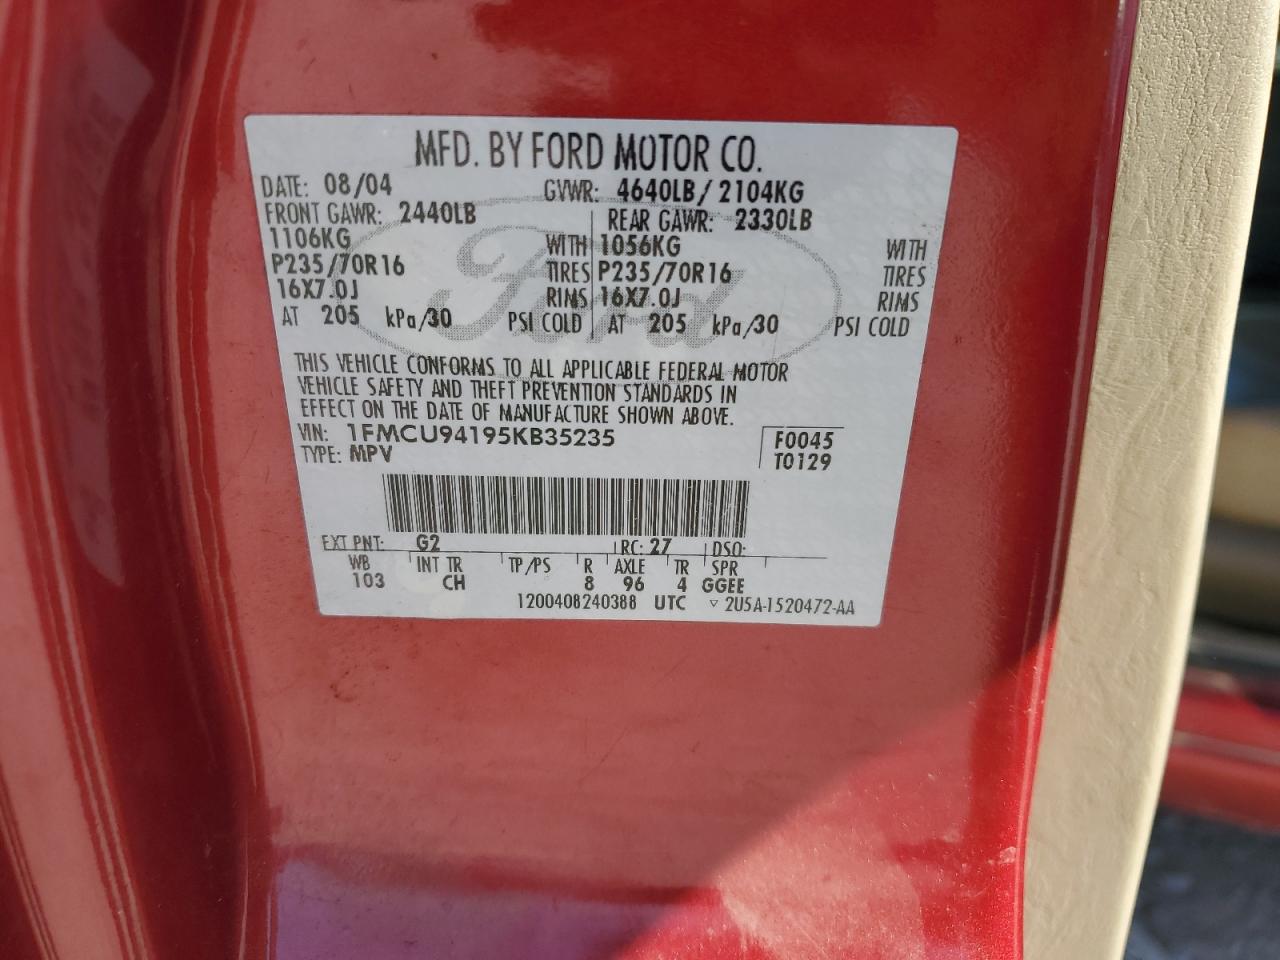 MFD. BY FORD MOTOR CO.
DATE: 08/04 GVWR: 4640LB/ 2104KG
FRONT GAWR: 2440LB REAR GAWR: 2330LB
1106KG WITH 1056KG WITH
P235/70R16 TIRES P235/70R16 TIRES
16X7.0J RIMS 16X7.0J RIMS
AT 205 kPa/30 PSI COLD AT 205 kPa/30 PSI COLD
Ford
THIS VEHICLE CONFORMS TO ALL APPLICABLE FEDERAL MOTOR
VEHICLE SAFETY AND THEFT PREVENTION STANDARDS IN
EFFECT ON THE DATE OF MANUFACTURE SHOWN ABOVE.
VIN: 1FMCU94195KB35235 F0045
TYPE: MPV T0129
EXT PNT: G2 RC: 27 DSO:
WB INT TR TP/PS R AXLE TR SPR
103 CH 8 96 4 GGEE
1200408240388 UTC ▽ 2U5A-1520472-AA